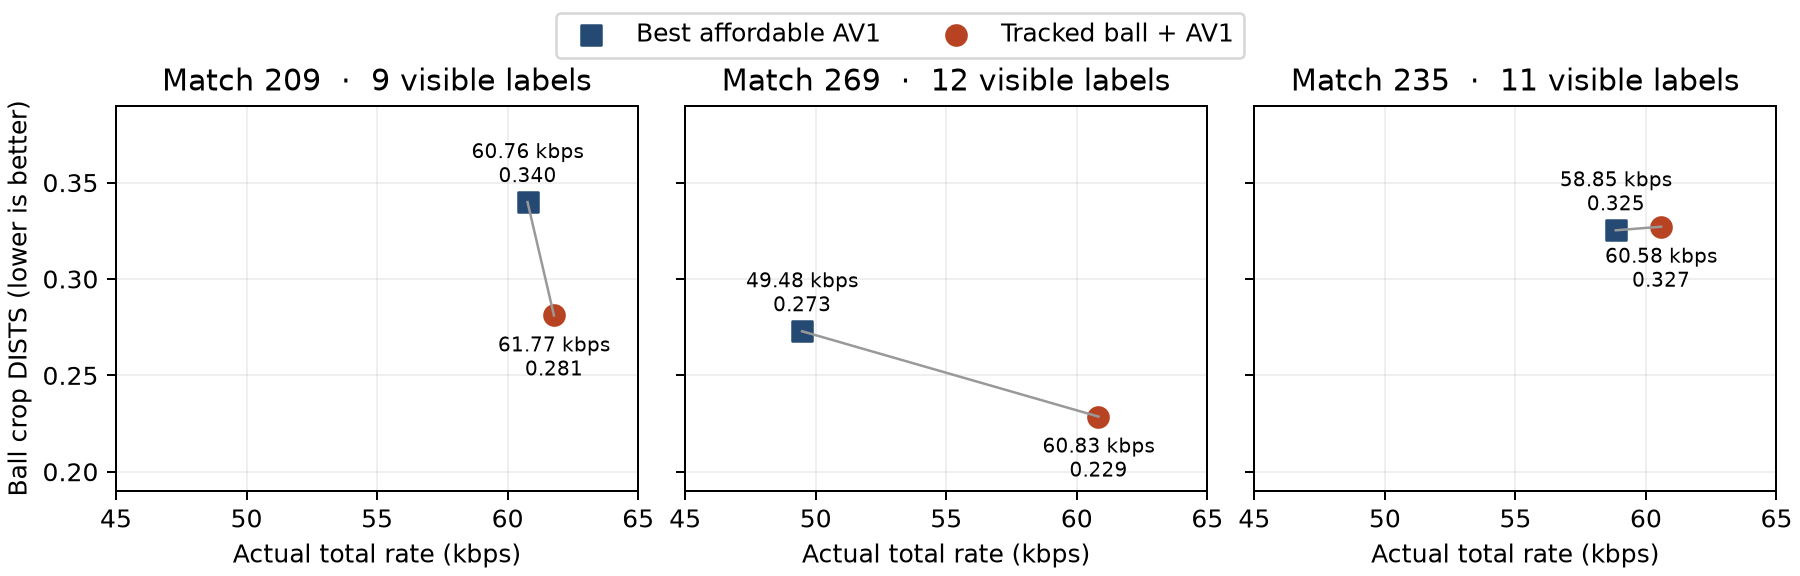 Best affordable AV1
Tracked ball + AV1
Match 209 · 9 visible labels
Match 269 · 12 visible labels
Match 235 · 11 visible labels
Ball crop DISTS (lower is better)
0.35
0.30
0.25
0.20
60.76 kbps
0.340
61.77 kbps
0.281
45
50
55
60
65
Actual total rate (kbps)
49.48 kbps
0.273
60.83 kbps
0.229
45
50
55
60
65
Actual total rate (kbps)
58.85 kbps
0.325
60.58 kbps
0.327
45
50
55
60
65
Actual total rate (kbps)